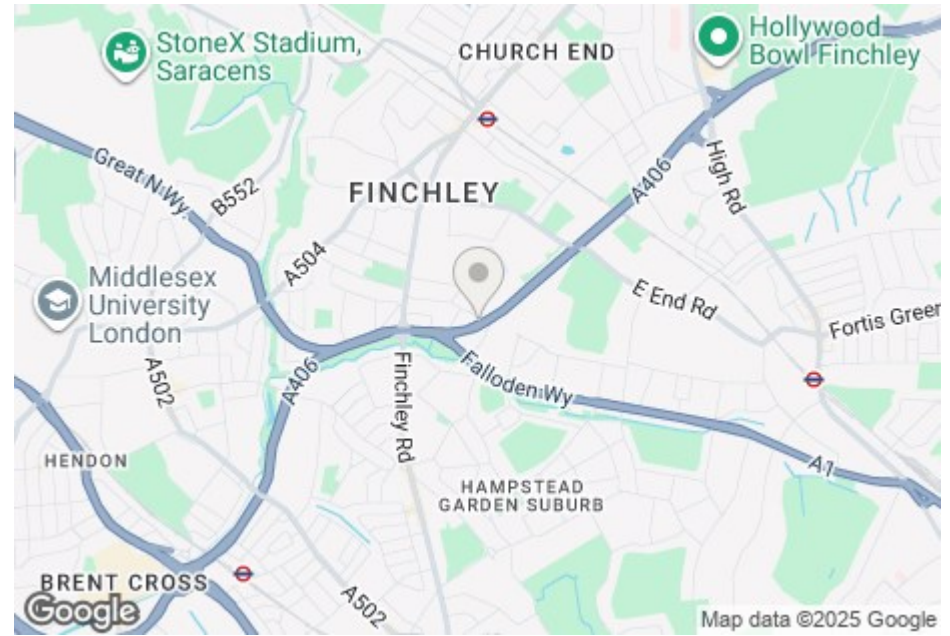 StoneX Stadium,
Saracens
CHURCH END
Hollywood
Bowl Finchley
Great N Wy.
B552
FINCHLEY
A406
High Rd
A504
Middlesex
University
London
E End Rd
Fortis Green
A502
A406
Finchley Rd
Falloden Wy
A1
HENDON
HAMPSTEAD
GARDEN SUBURB
BRENT CROSS
A502
Google
Map data ©2025 Google